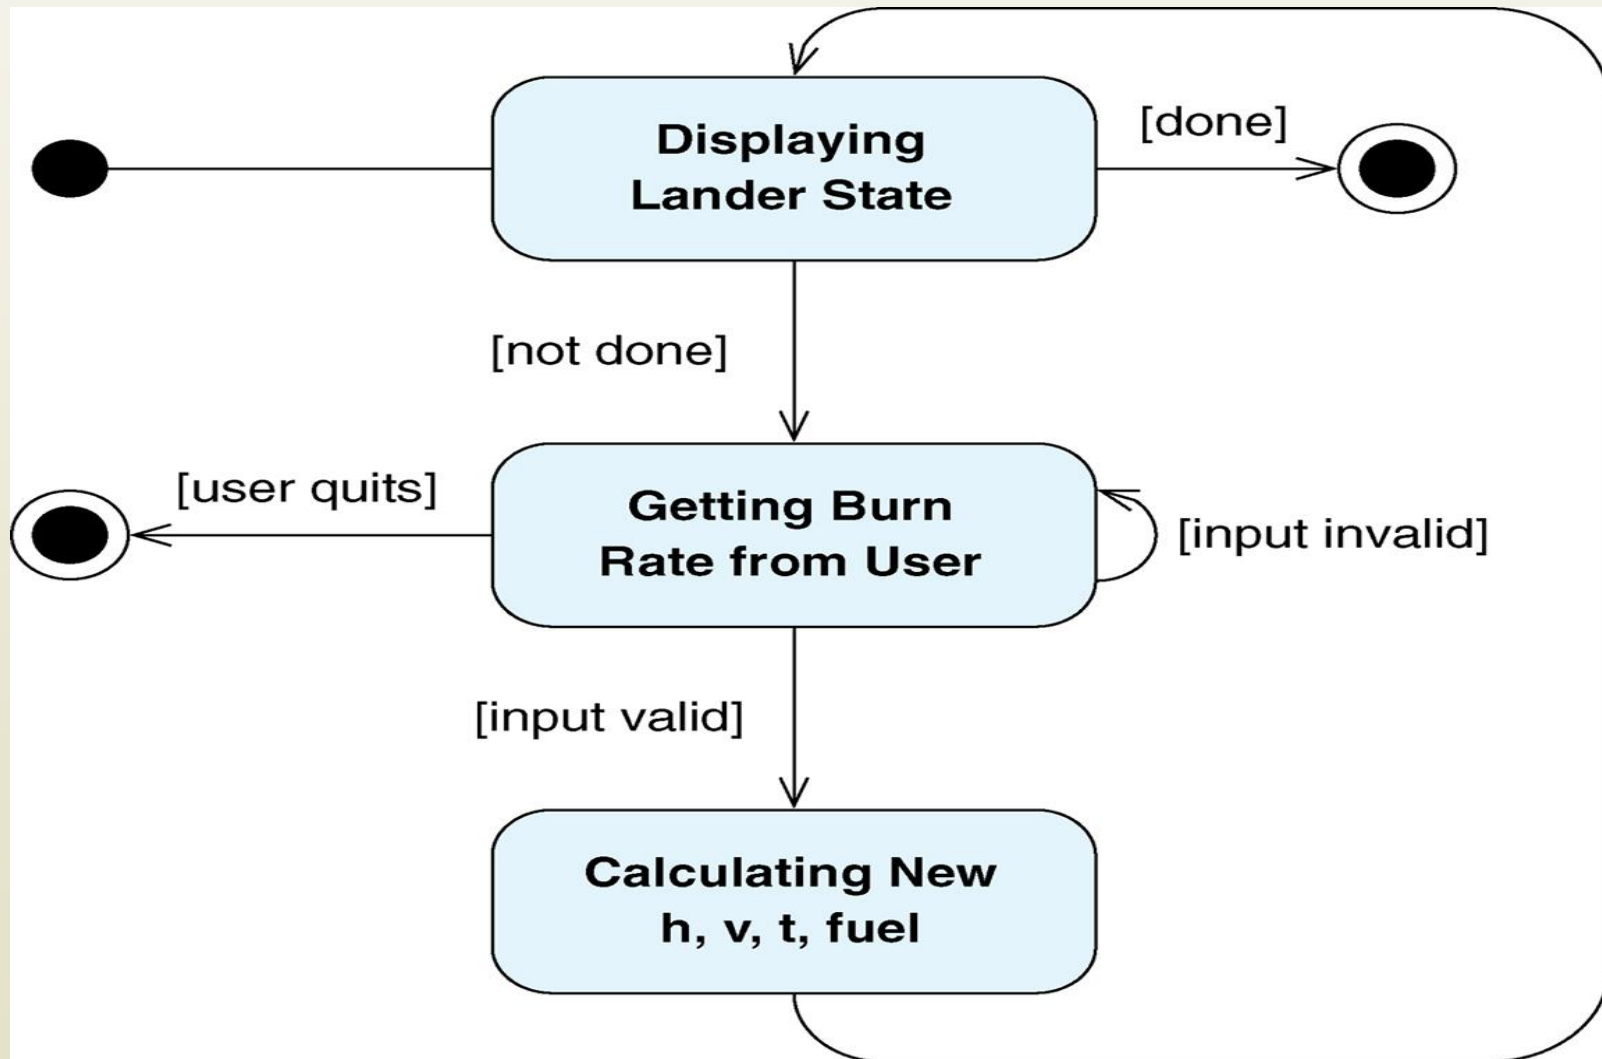 Displaying
Lander State
[done]
[not done]
[user quits]
Getting Burn
Rate from User
[input invalid]
[input valid]
Calculating New
h, v, t, fuel